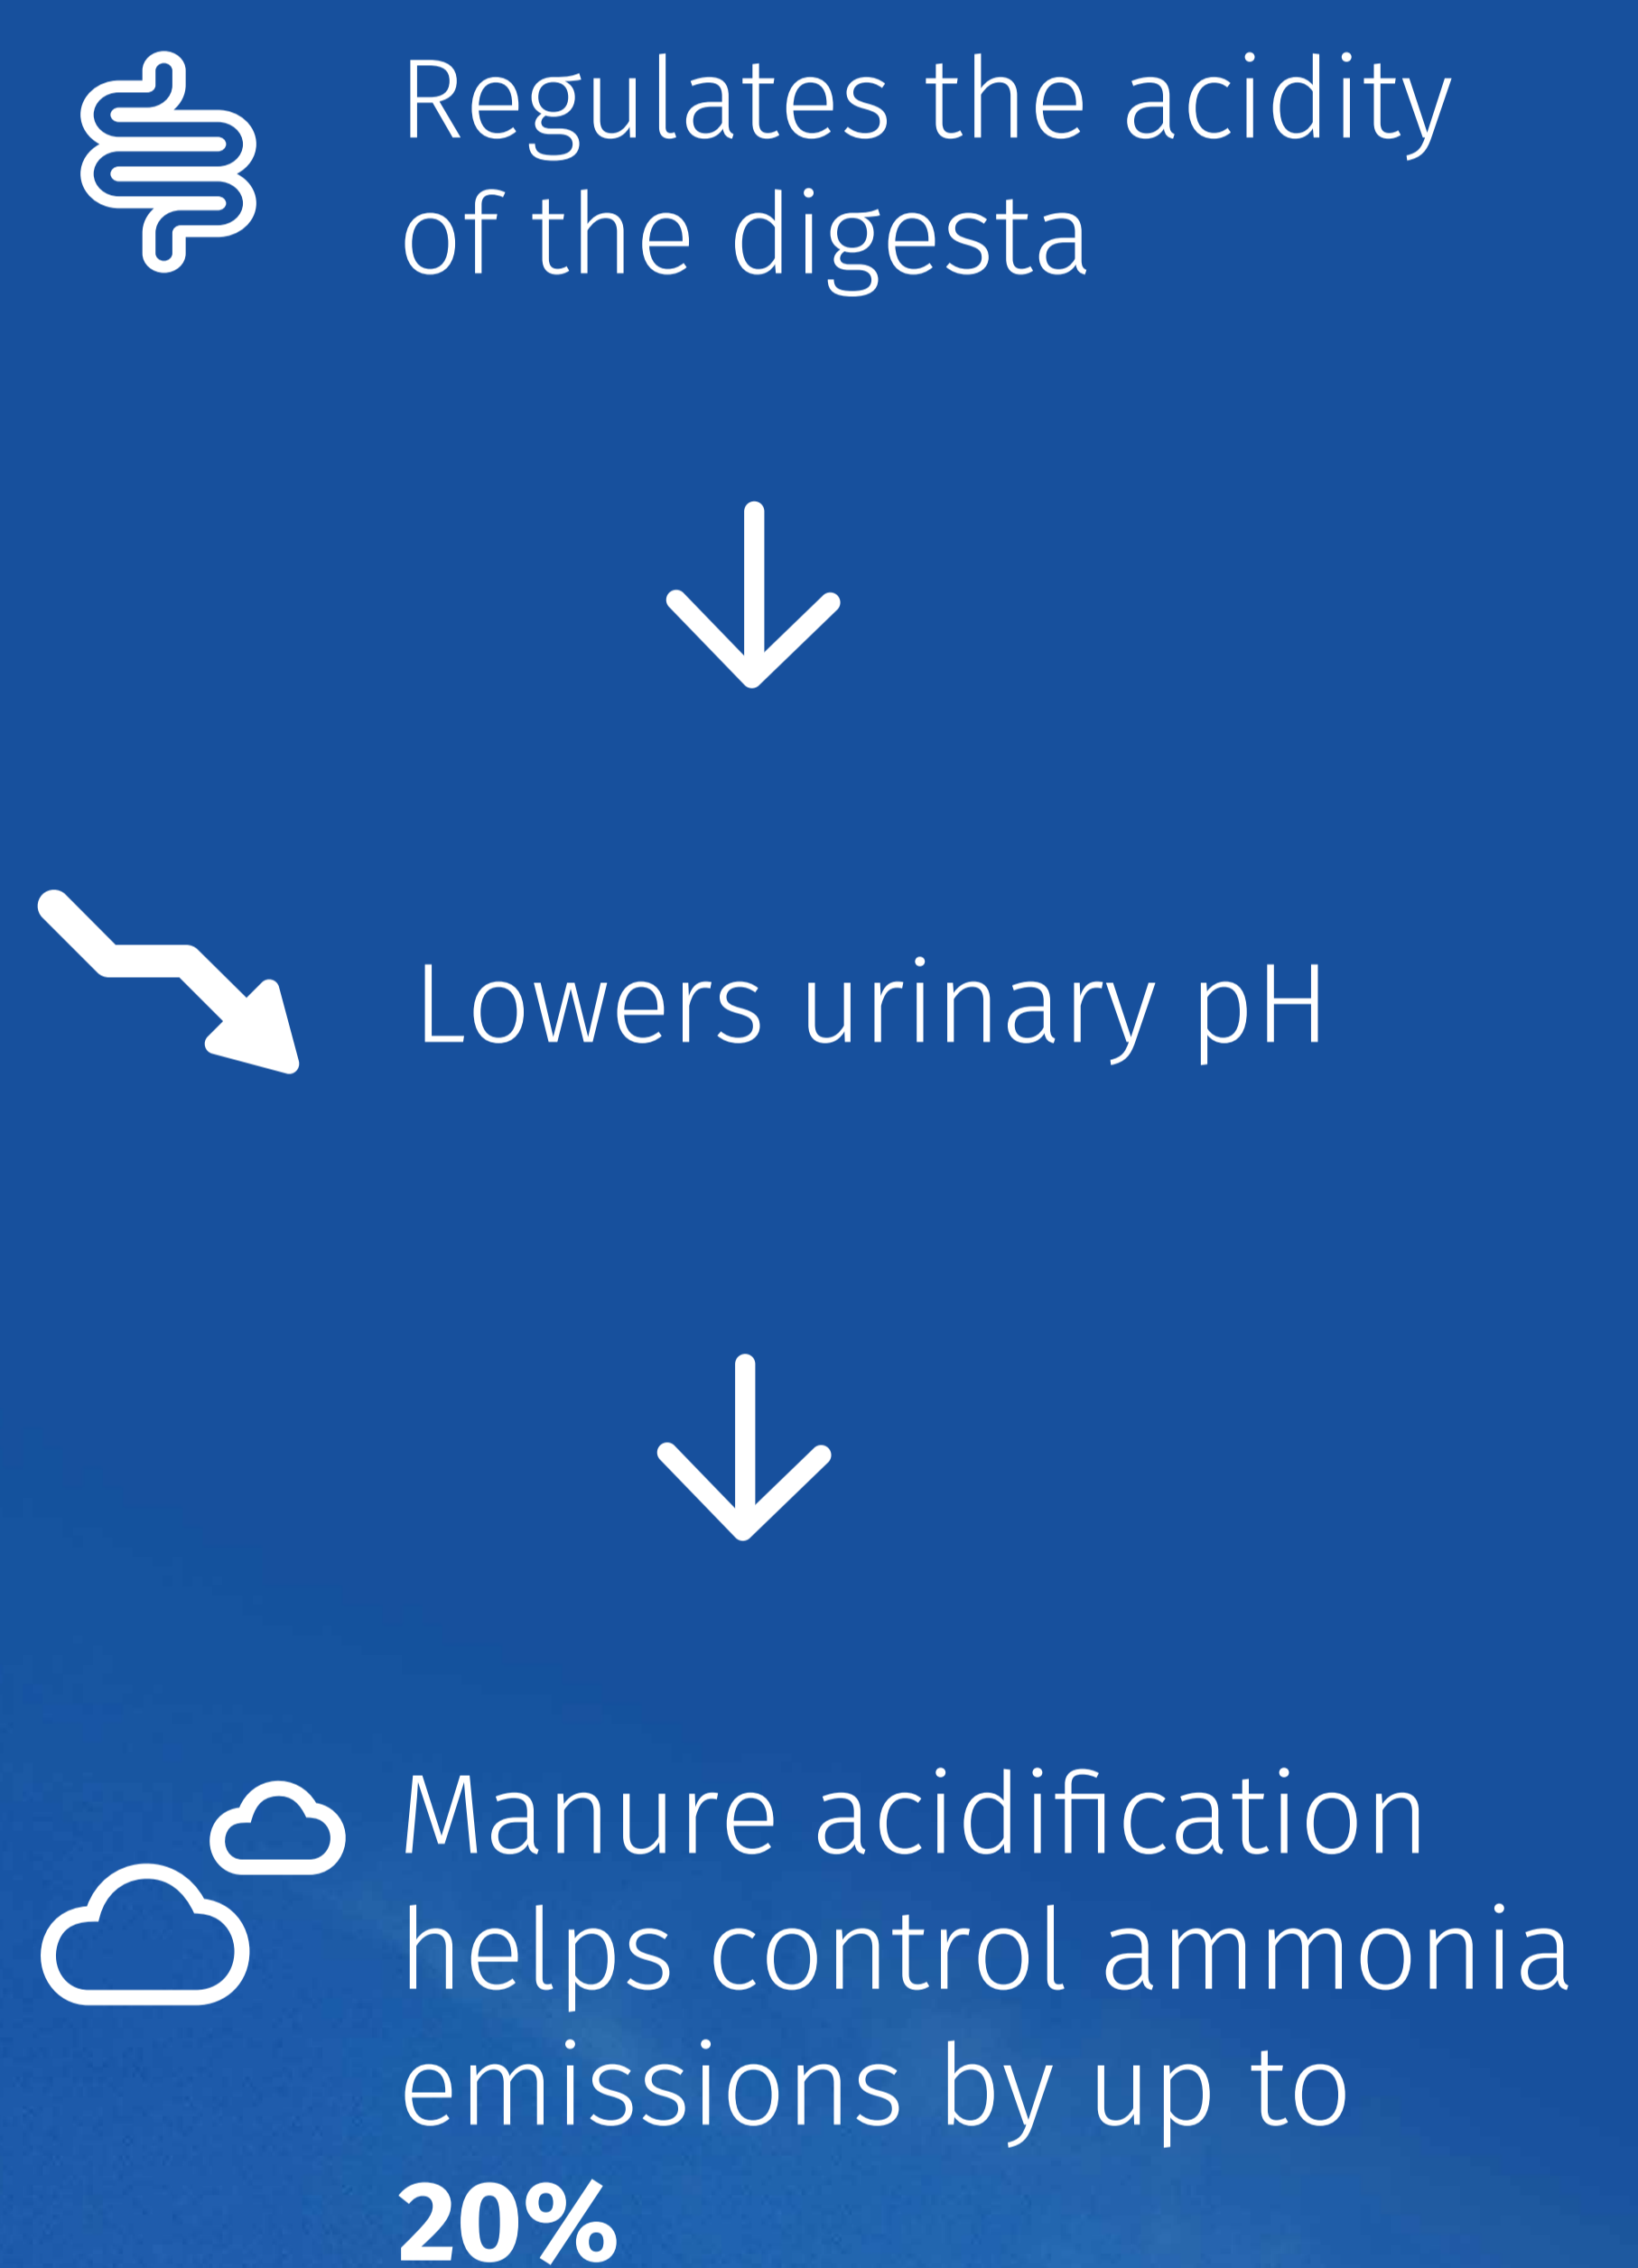 Regulates the acidity
of the digesta
Lowers urinary pH
Manure acidification
helps control ammonia
emissions by up to
20%